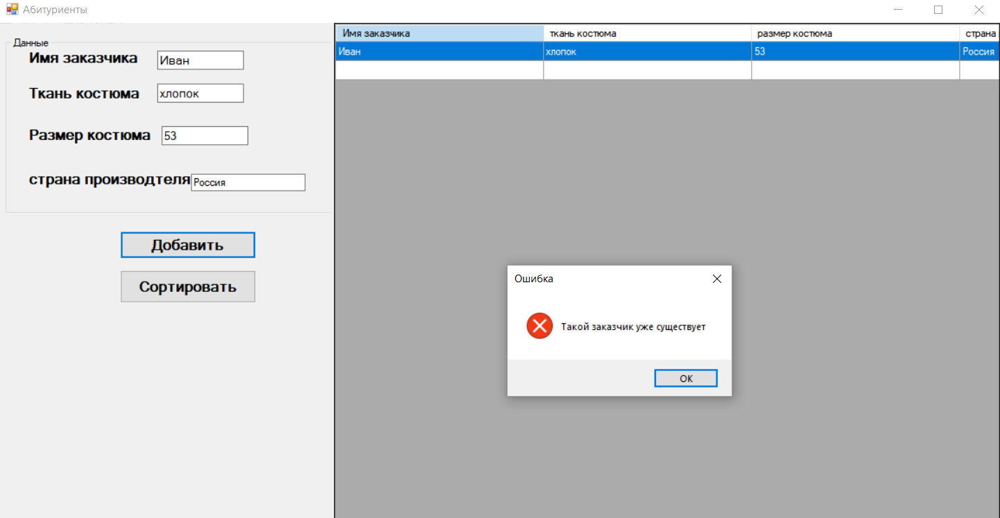 Абитуриенты
Данные
Имя заказчика Иван
Ткань костюма хлопок
Размер костюма 53
страна производтеля Россия
Добавить
Сортировать
Имя заказчика ткань костюма размер костюма страна
Иван хлопок 53 Россия
Ошибка
Такой заказчик уже существует
OK